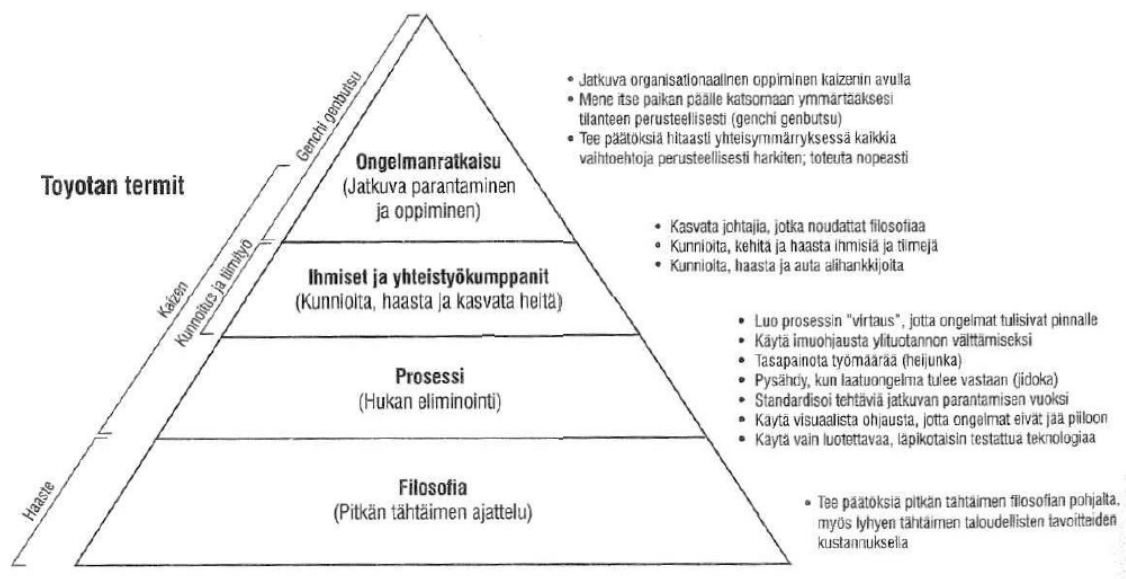 Toyotan termit
Genchi genbutsu
Kaizen
Kunnoitus ja tiimityö
Haaste
Ongelmanratkaisu
(Jatkuva parantaminen
ja oppiminen)
• Jatkuva organisationaalinen oppiminen kaizenin avulla
• Mene itse paikan päälle katsomaan ymmärtääksesi
tilanteen perusteellisesti (genchi genbutsu)
• Tee päätöksiä hitaasti yhteisymmärryksessä kaikkia
vaihtoehtoja perusteellisesti harkiten; toteuta nopeasti
Ihmiset ja yhteistyökumppanit
(Kunnioita, haasta ja kasvata heitä)
• Kasvata johtajia, jotka noudattat filosofiaa
• Kunnioita, kehitä ja haasta ihmisiä ja tiimejä
• Kunnioita, haasta ja auta alihankkijoita
Prosessi
(Hukan eliminointi)
• Luo prosessin "virtaus", jotta ongelmat tulisivat pinnalle
• Käytä imuohjausta ylituotannon välttämiseksi
• Tasapainota työmäärää (heijunka)
• Pysähdy, kun laatuongelma tulee vastaan (jidoka)
• Standardisoi tehtäviä jatkuvan parantamisen vuoksi
• Käytä visuaalista ohjausta, jotta ongelmat eivät jää piiloon
• Käytä vain luotettavaa, läpikotaisin testattua teknologiaa
Filosofia
(Pitkän tähtäimen ajattelu)
• Tee päätöksiä pitkän tähtäimen filosofian pohjalta,
myös lyhyen tähtäimen taloudellisten tavoitteiden
kustannuksella